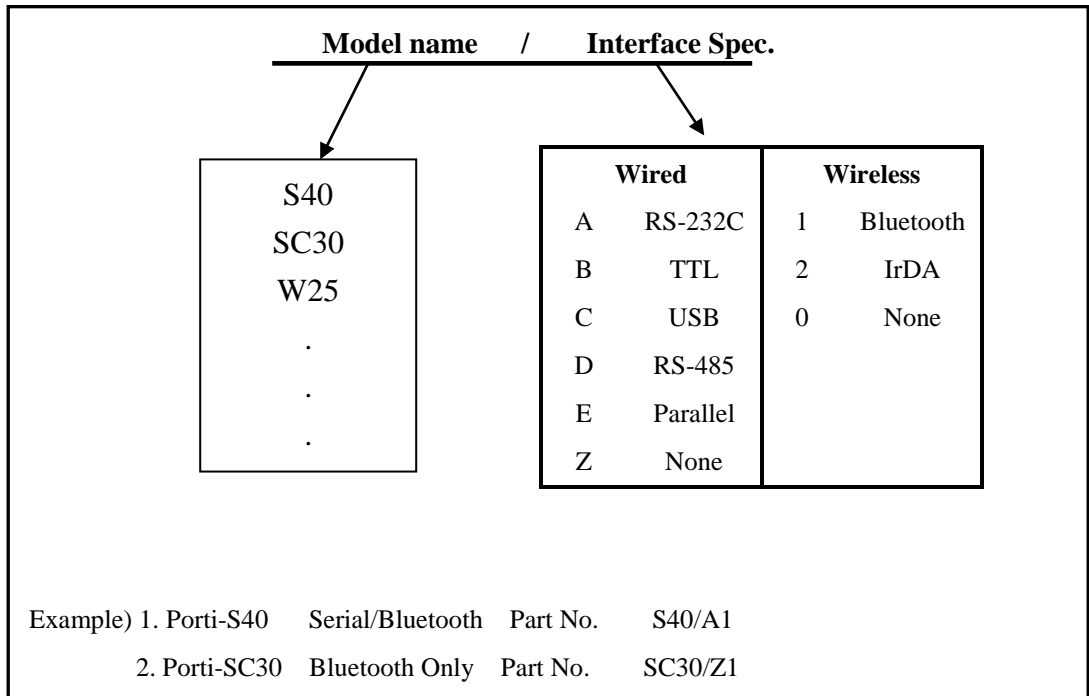 Model name / Interface Spec.
S40
SC30
W25
.
.
.
Wired Wireless
A RS-232C 1 Bluetooth
B TTL 2 IrDA
C USB 0 None
D RS-485
E Parallel
Z None
Example) 1. Porti-S40 Serial/Bluetooth Part No. S40/A1
2. Porti-SC30 Bluetooth Only Part No. SC30/Z1